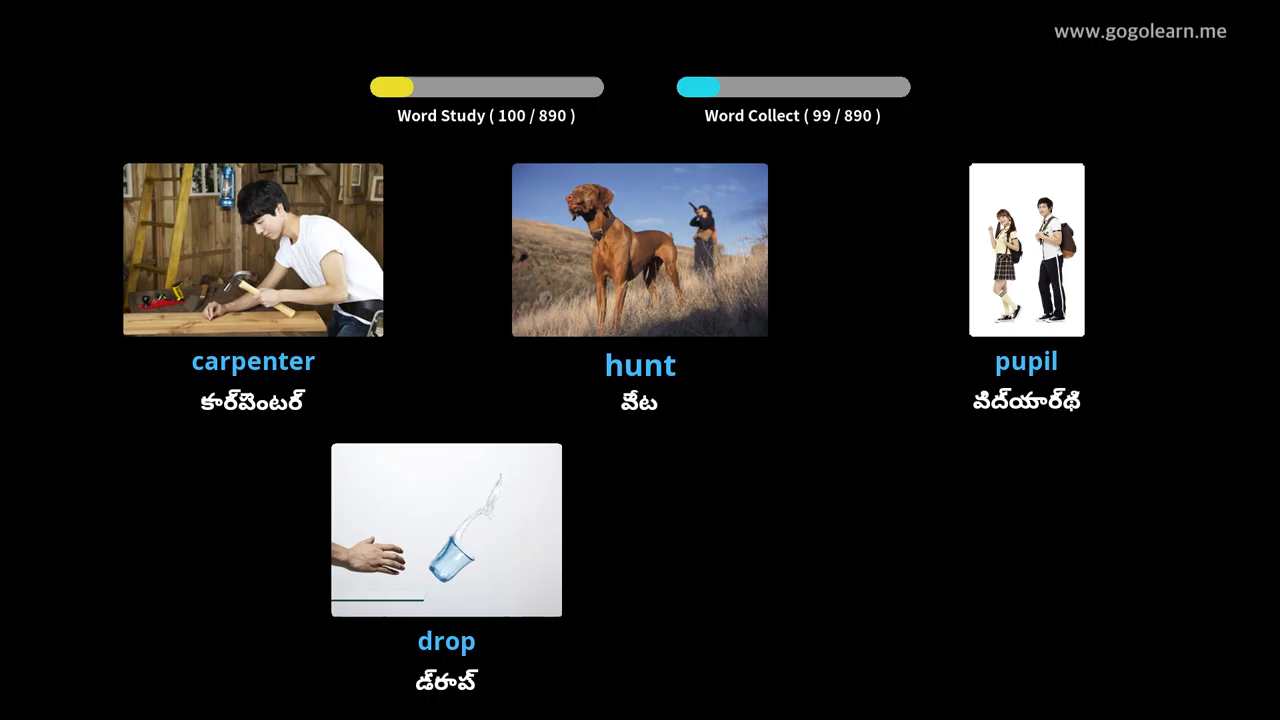 www.gogolearn.me
Word Study ( 100 / 890 )
Word Collect ( 99 / 890 )
carpenter
కార్‌పెంటర్
hunt
వేట
pupil
విద్‌యార్‌థి
drop
డ్‌రాప్